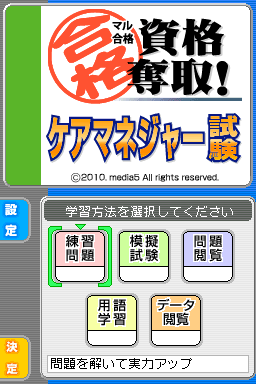 マル合格
合格
資格奪取!
ケアマネジャー試験
©2010. media5 All rights reserved.
学習方法を選択してください
設定
練習問題
模擬試験
問題閲覧
用語学習
データ閲覧
決定
問題を解いて実力アップ